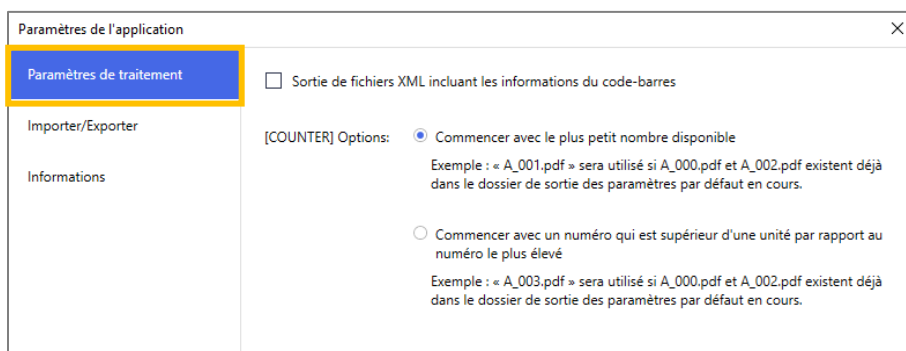 Paramètres de l'application
Paramètres de traitement
Importer/Exporter
Informations
Sortie de fichiers XML incluant les informations du code-barres
[COUNTER] Options:
Commencer avec le plus petit nombre disponible
Exemple : « A_001.pdf » sera utilisé si A_000.pdf et A_002.pdf existent déjà
dans le dossier de sortie des paramètres par défaut en cours.
Commencer avec un numéro qui est supérieur d'une unité par rapport au
numéro le plus élevé
Exemple : « A_003.pdf » sera utilisé si A_000.pdf et A_002.pdf existent déjà
dans le dossier de sortie des paramètres par défaut en cours.